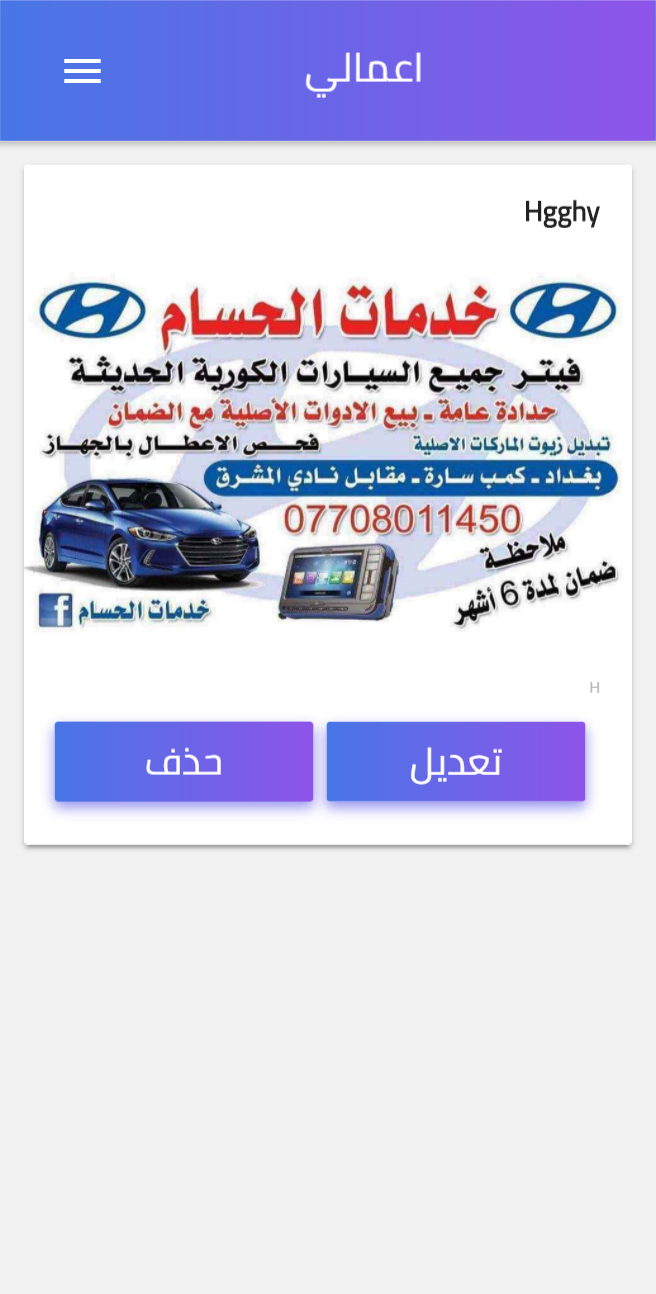 اعمالي
Hgghy
خدمات الحسام
فيتر جميع السيارات الكورية الحديثة
حدادة عامة - بيع الادوات الأصلية مع الضمان
تبديل زيوت الماركات الاصلية
فحص الاعطال بالجهاز
بغداد - كمب سارة - مقابل نادي المشرق
07708011450
ملاحظة
ضمان لمدة 6 أشهر
خدمات الحسام
H
تعديل
حذف